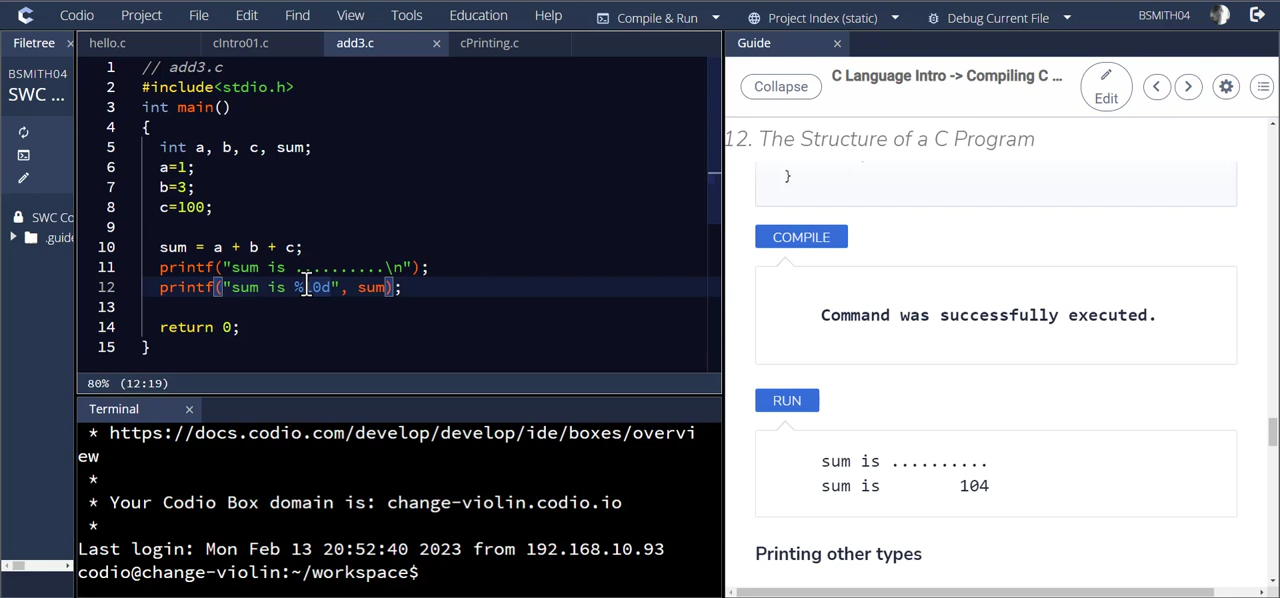 Codio Project File Edit Find View Tools Education Help Compile & Run Project Index (static) Debug Current File BSMITH04
Filetree ×
BSMITH04
SWC ...
SWC Co
.guide
hello.c cIntro01.c add3.c × cPrinting.c
1 // add3.c
2 #include<stdio.h>
3 int main()
4 {
5 int a, b, c, sum;
6 a=1;
7 b=3;
8 c=100;
9
10 sum = a + b + c;
11 printf("sum is ..........\n");
12 printf("sum is %10d", sum);
13
14 return 0;
15 }
80% (12:19)
Terminal ×
* https://docs.codio.com/develop/develop/ide/boxes/overvi
ew
*
* Your Codio Box domain is: change-violin.codio.io
*
Last login: Mon Feb 13 20:52:40 2023 from 192.168.10.93
codio@change-violin:~/workspace$
Guide ×
Collapse C Language Intro -> Compiling C ... Edit
12. The Structure of a C Program
}
COMPILE
Command was successfully executed.
RUN
sum is ..........
sum is        104
Printing other types